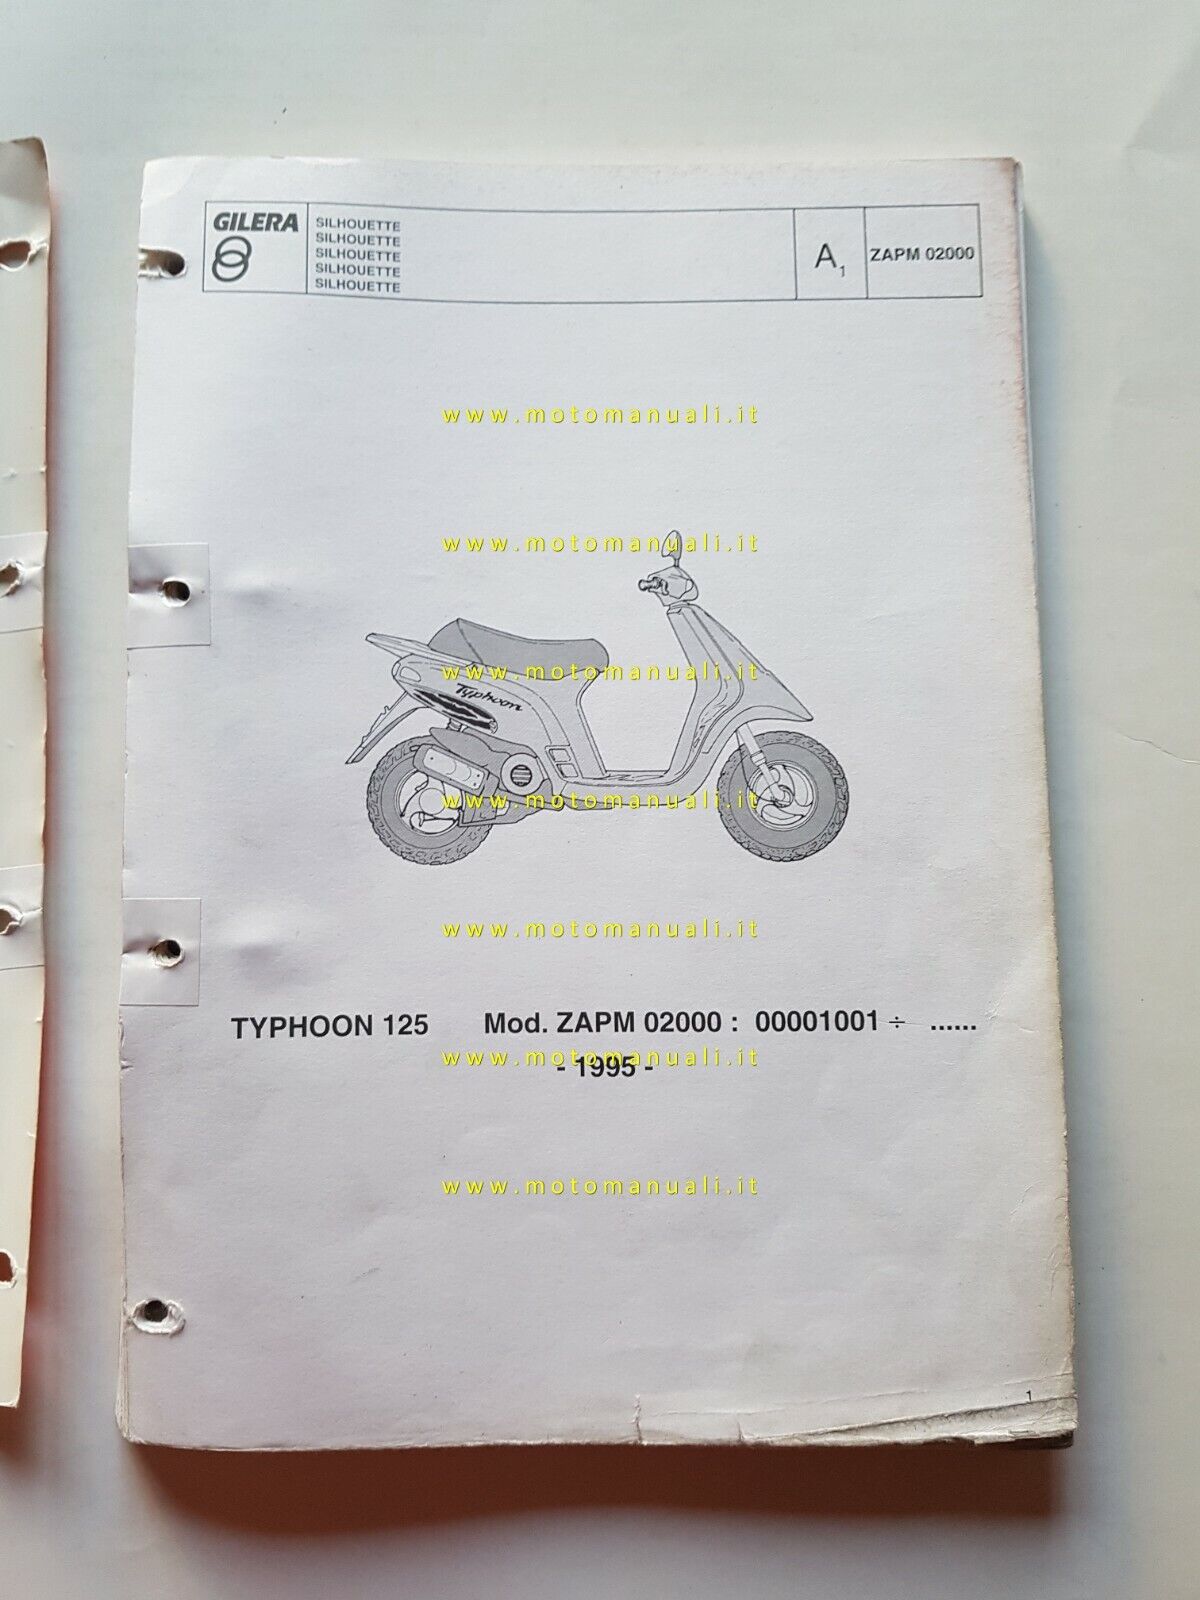 GILERA
SILHOUETTE
SILHOUETTE
SILHOUETTE
SILHOUETTE
SILHOUETTE
A1
ZAPM 02000
www.motomanuali.it
www.motomanuali.it
www.motomanuali.it
Typhoon
www.motomanuali.it
www.motomanuali.it
TYPHOON 125 Mod. ZAPM 02000 : 00001001 ÷ ......
www.motomanuali.it
- 1995 -
www.motomanuali.it
1